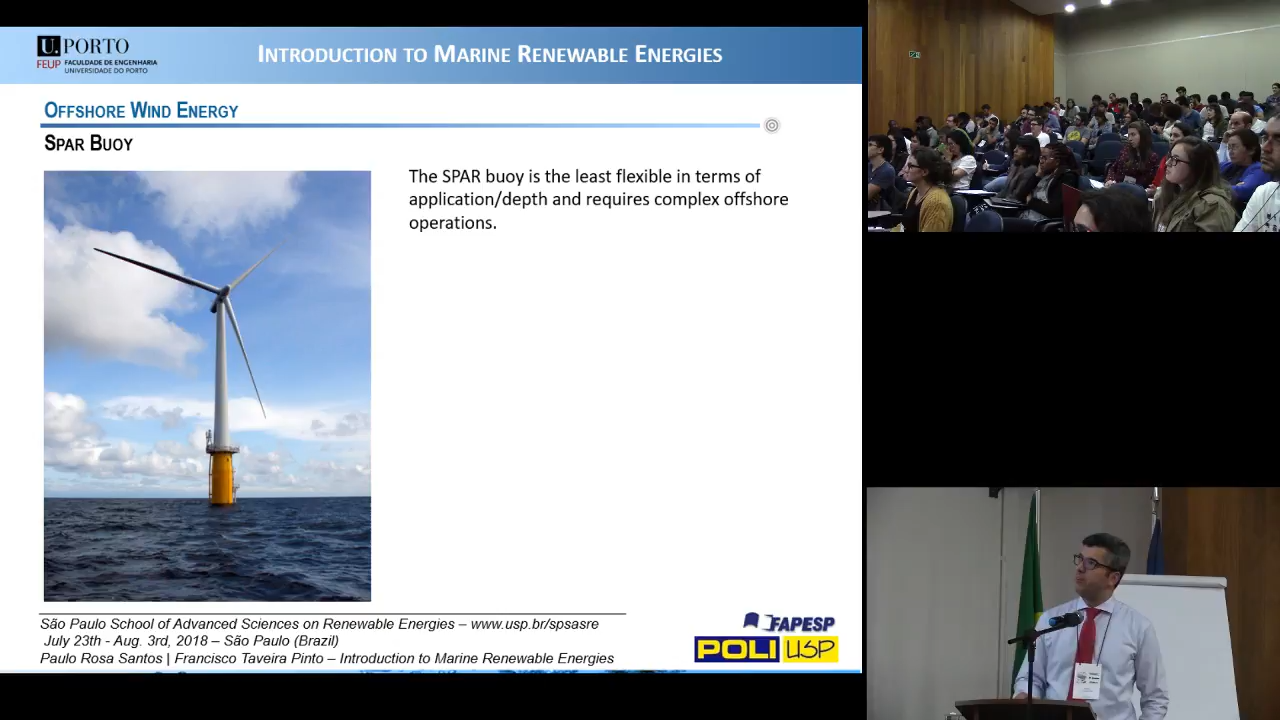 U.PORTO
FEUP FACULDADE DE ENGENHARIA
UNIVERSIDADE DO PORTO
INTRODUCTION TO MARINE RENEWABLE ENERGIES
OFFSHORE WIND ENERGY
SPAR BUOY
The SPAR buoy is the least flexible in terms of
application/depth and requires complex offshore
operations.
São Paulo School of Advanced Sciences on Renewable Energies – www.usp.br/spsasre
July 23th - Aug. 3rd, 2018 – São Paulo (Brazil)
Paulo Rosa Santos | Francisco Taveira Pinto – Introduction to Marine Renewable Energies
FAPESP
POLI USP